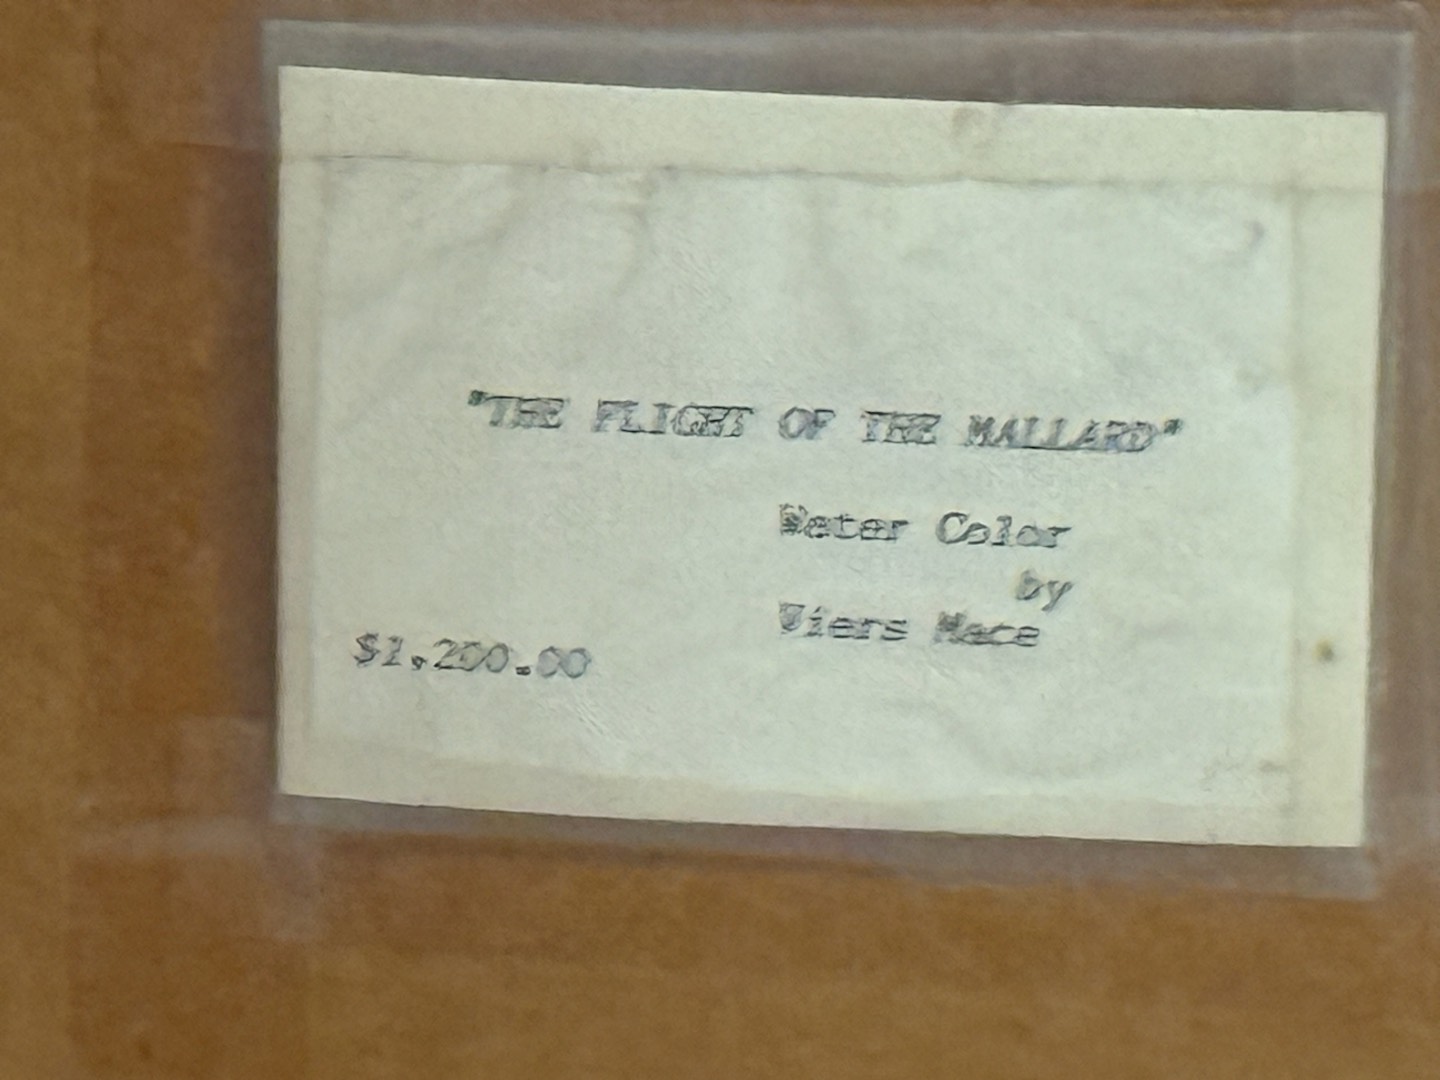 "THE FLIGHT OF THE MALLARD"
Water Color
by
Viers Mace
$1,200.00